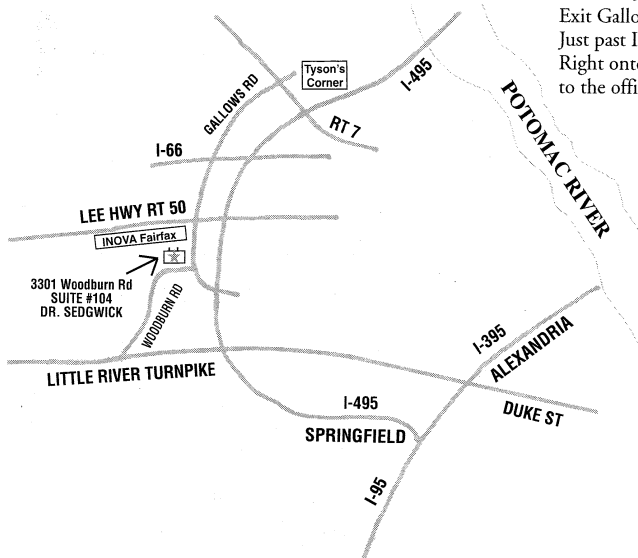 Exit Gallo
Just past I
Right onto
to the offi
Tyson's
Corner
I-495
GALLOWS RD
RT 7
I-66
POTOMAC RIVER
LEE HWY RT 50
INOVA Fairfax
3301 Woodburn Rd
SUITE #104
DR. SEDGWICK
WOODBURN RD
LITTLE RIVER TURNPIKE
I-395
ALEXANDRIA
DUKE ST
I-495
SPRINGFIELD
I-95